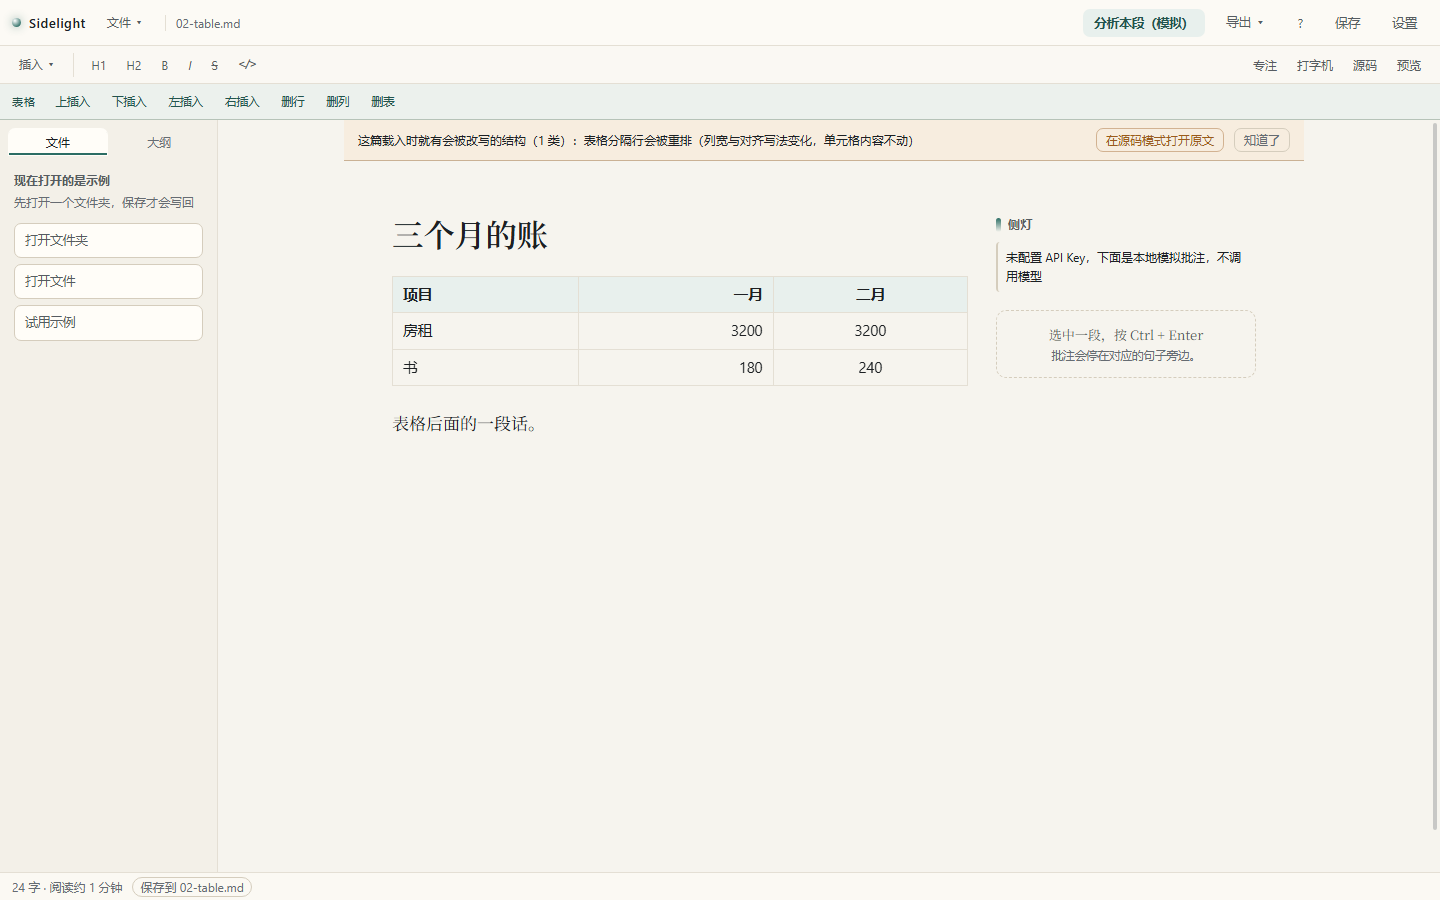 Sidelight 文件 02-table.md 分析本段（模拟） 导出 ? 保存 设置
插入 H1 H2 B I S </> 专注 打字机 源码 预览
表格 上插入 下插入 左插入 右插入 删行 删列 删表
文件 大纲
现在打开的是示例
先打开一个文件夹，保存才会写回
打开文件夹
打开文件
试用示例
这篇载入时就有会被改写的结构（1 类）：表格分隔行会被重排（列宽与对齐写法变化，单元格内容不动） 在源码模式打开原文 知道了
三个月的账
项目 一月 二月
房租 3200 3200
书 180 240
表格后面的一段话。
侧灯
未配置 API Key，下面是本地模拟批注，不调
用模型
选中一段，按 Ctrl + Enter
批注会停在对应的句子旁边。
24 字 · 阅读约 1 分钟 保存到 02-table.md